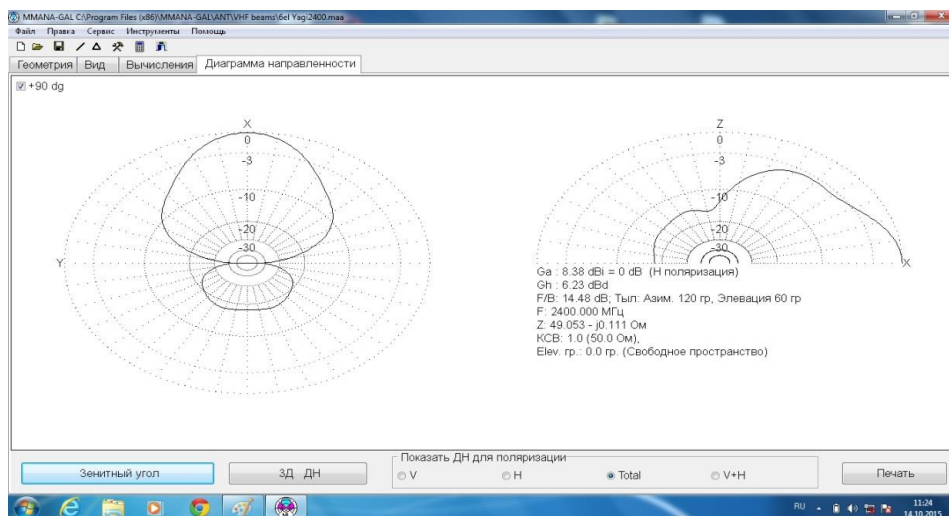 MMANA-GAL C:\Program Files (x86)\MMANA-GAL\ANT\VHF beams\6el Yagi2400.maa
Файл Правка Сервис Инструменты Помощь
Геометрия Вид Вычисления Диаграмма направленности
+90 dg
X
0
-3
-10
-20
-30
Y
Z
0
-3
-10
-20
-30
X
Ga : 8.38 dBi = 0 dB (H поляризация)
Gh : 6.23 dBd
F/B: 14.48 dB; Тыл: Азим. 120 гр, Элевация 60 гр
F: 2400.000 МГц
Z: 49.053 - j0.111 Ом
КСВ: 1.0 (50.0 Ом),
Elev. гр.: 0.0 гр. (Свободное пространство)
Зенитный угол
3Д ДН
Показать ДН для поляризации
V H Total V+H
Печать
RU
11:24
14.10.2015